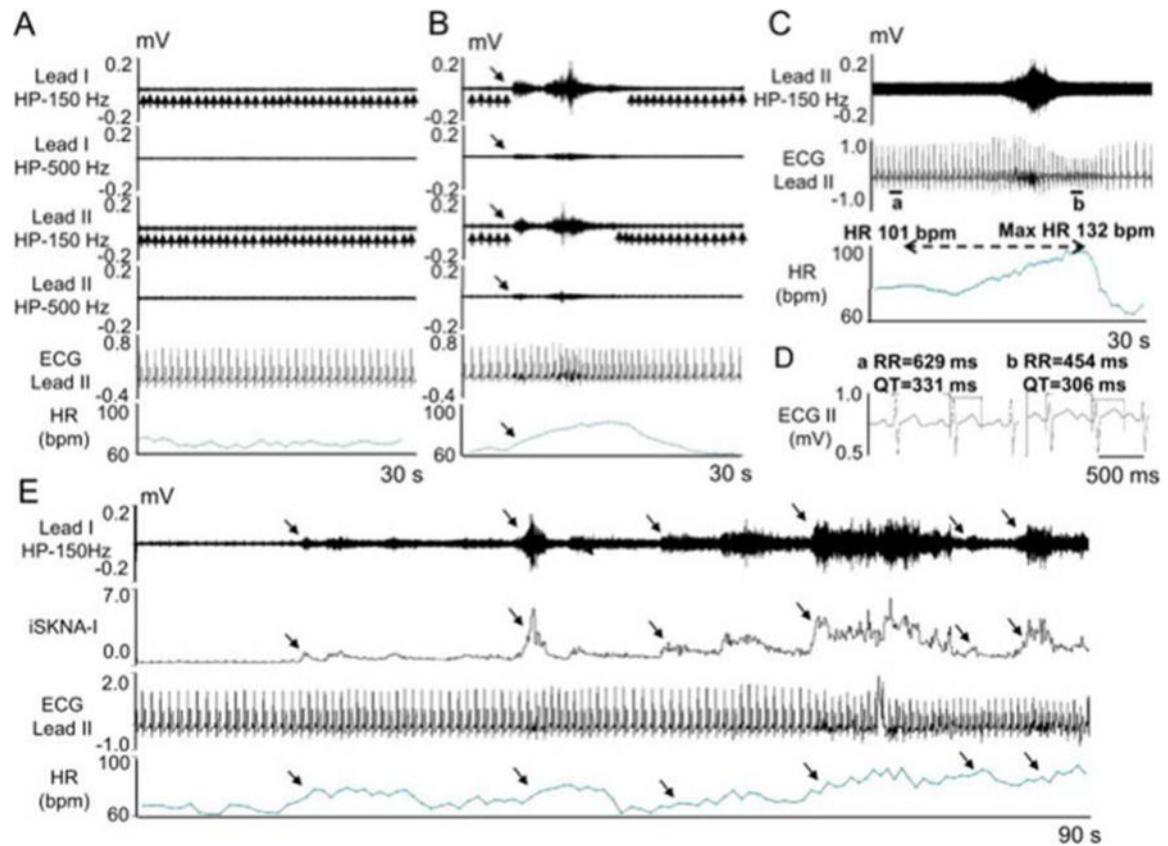 A
mV
Lead I
HP-150 Hz
0.2
-0.2
Lead I
HP-500 Hz
0.2
-0.2
Lead II
HP-150 Hz
0.2
-0.2
Lead II
HP-500 Hz
0.2
-0.2
ECG
Lead II
0.8
-0.4
HR
(bpm)
100
60
30 s
B
mV
0.2
-0.2
0.2
-0.2
0.2
-0.2
0.2
-0.2
0.8
-0.4
100
60
30 s
C
mV
Lead II
HP-150 Hz
0.2
-0.2
ECG
Lead II
1.0
-1.0
a
b
HR 101 bpm
Max HR 132 bpm
HR
(bpm)
100
60
30 s
D
a RR=629 ms
QT=331 ms
b RR=454 ms
QT=306 ms
ECG II
(mV)
1.0
0.5
500 ms
E
mV
Lead I
HP-150Hz
0.2
-0.2
iSKNA-I
7.0
0.0
ECG
Lead II
2.0
-1.0
HR
(bpm)
100
60
90 s